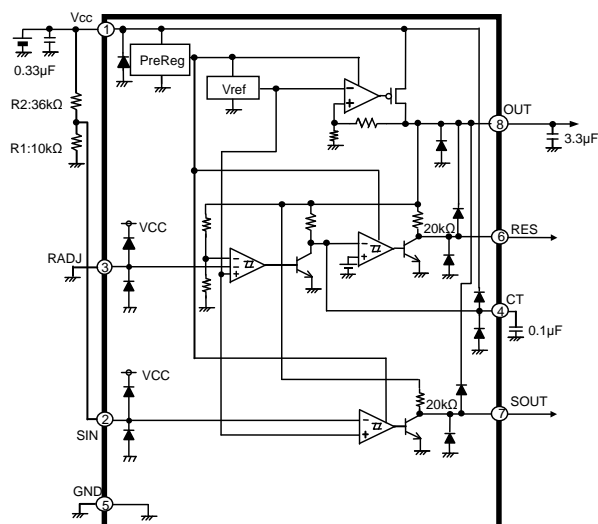 Vcc
1
0.33μF
PreReg
Vref
R2:36kΩ
R1:10kΩ
OUT
8
3.3μF
VCC
20kΩ
6
RES
RADJ
3
CT
4
0.1μF
VCC
20kΩ
SOUT
7
2
SIN
GND
5